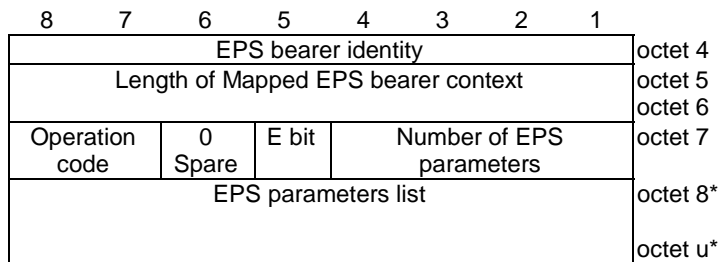 8 7 6 5 4 3 2 1
EPS bearer identity octet 4
Length of Mapped EPS bearer context octet 5
octet 6
Operation 0 E bit Number of EPS octet 7
code Spare parameters
EPS parameters list octet 8*
octet u*